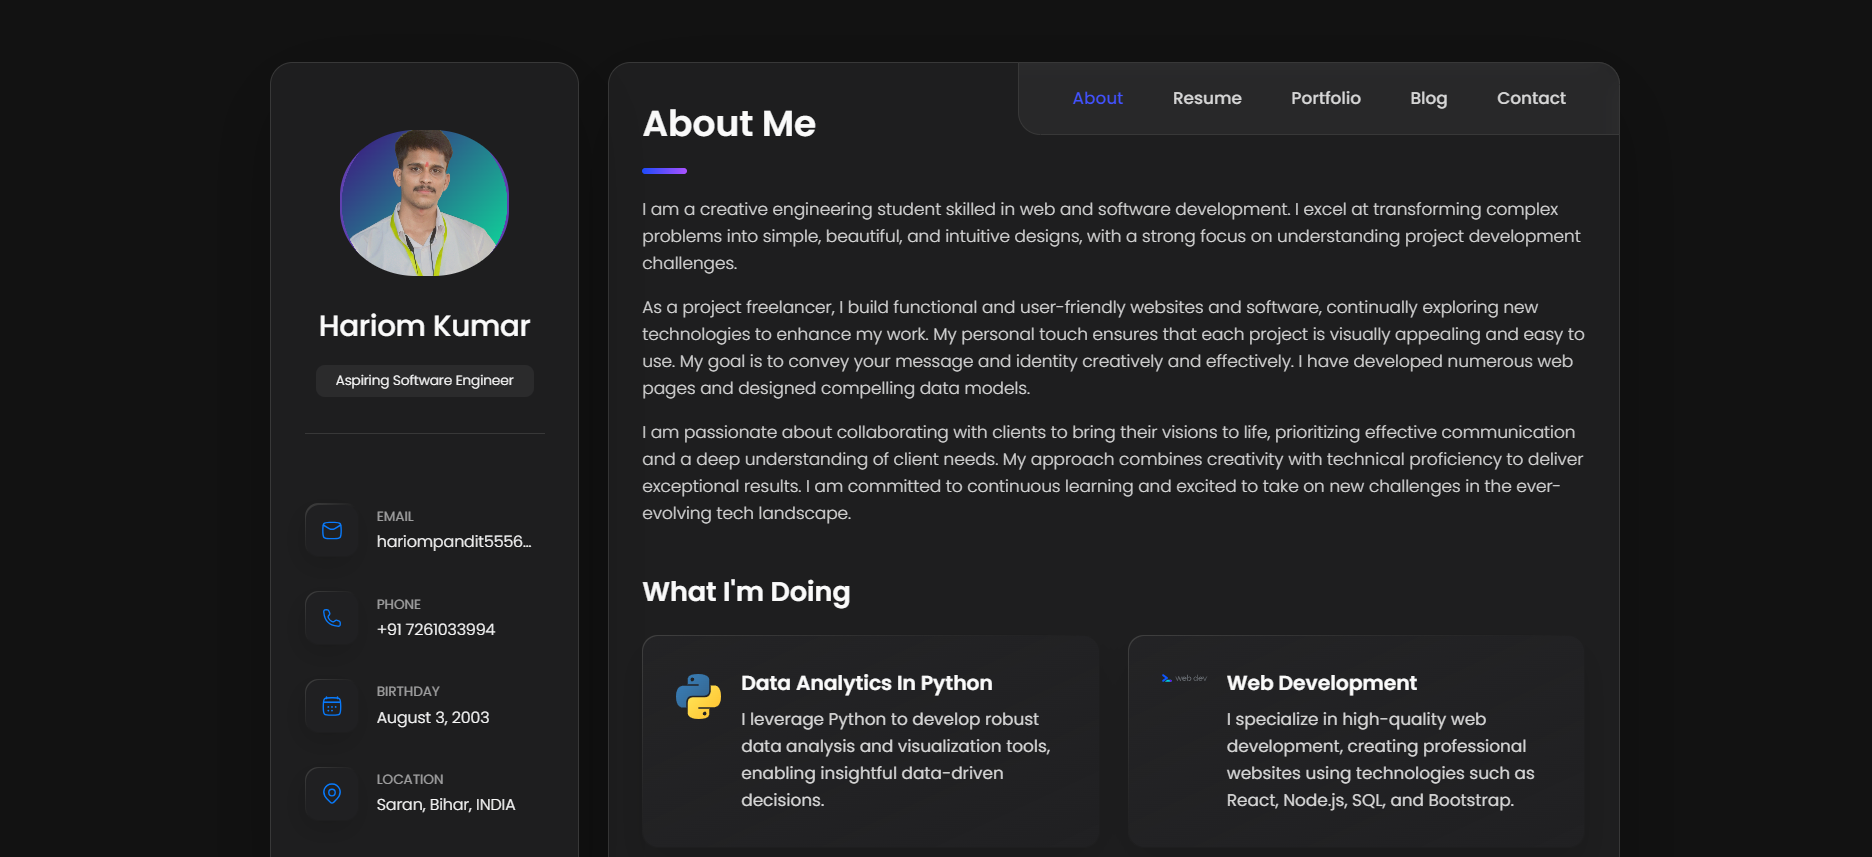 Hariom Kumar
Aspiring Software Engineer
EMAIL
hariompandit5556...
PHONE
+91 7261033994
BIRTHDAY
August 3, 2003
LOCATION
Saran, Bihar, INDIA
About Resume Portfolio Blog Contact
About Me
I am a creative engineering student skilled in web and software development. I excel at transforming complex
problems into simple, beautiful, and intuitive designs, with a strong focus on understanding project development
challenges.
As a project freelancer, I build functional and user-friendly websites and software, continually exploring new
technologies to enhance my work. My personal touch ensures that each project is visually appealing and easy to
use. My goal is to convey your message and identity creatively and effectively. I have developed numerous web
pages and designed compelling data models.
I am passionate about collaborating with clients to bring their visions to life, prioritizing effective communication
and a deep understanding of client needs. My approach combines creativity with technical proficiency to deliver
exceptional results. I am committed to continuous learning and excited to take on new challenges in the ever-
evolving tech landscape.
What I'm Doing
Data Analytics In Python
I leverage Python to develop robust
data analysis and visualization tools,
enabling insightful data-driven
decisions.
web dev
Web Development
I specialize in high-quality web
development, creating professional
websites using technologies such as
React, Node.js, SQL, and Bootstrap.